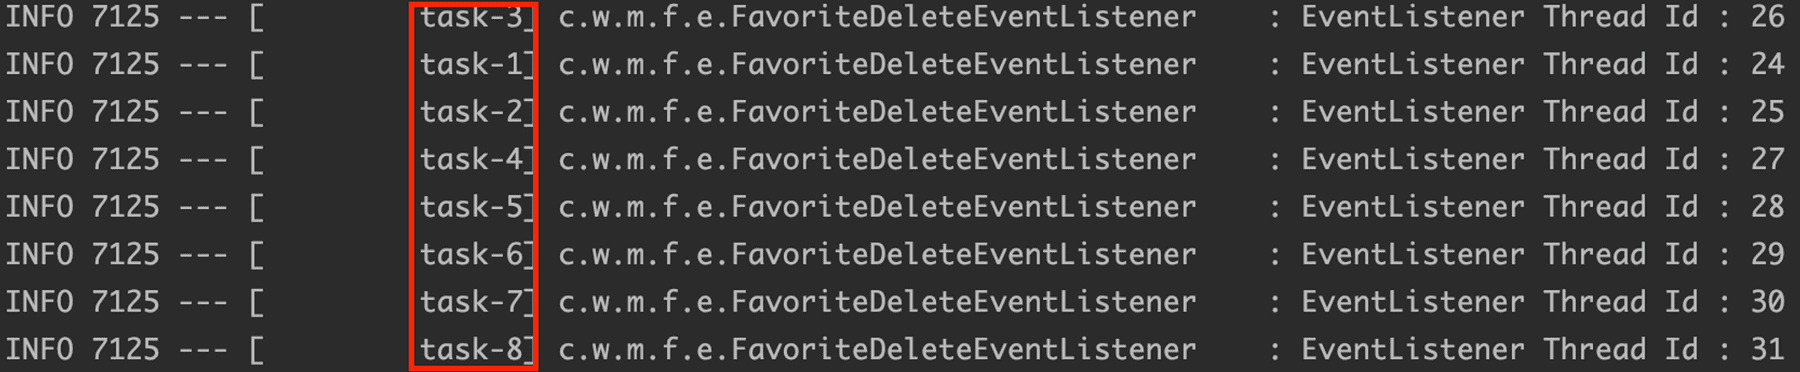 INFO 7125 --- [         task-3] c.w.m.f.e.FavoriteDeleteEventListener    : EventListener Thread Id : 26
INFO 7125 --- [         task-1] c.w.m.f.e.FavoriteDeleteEventListener    : EventListener Thread Id : 24
INFO 7125 --- [         task-2] c.w.m.f.e.FavoriteDeleteEventListener    : EventListener Thread Id : 25
INFO 7125 --- [         task-4] c.w.m.f.e.FavoriteDeleteEventListener    : EventListener Thread Id : 27
INFO 7125 --- [         task-5] c.w.m.f.e.FavoriteDeleteEventListener    : EventListener Thread Id : 28
INFO 7125 --- [         task-6] c.w.m.f.e.FavoriteDeleteEventListener    : EventListener Thread Id : 29
INFO 7125 --- [         task-7] c.w.m.f.e.FavoriteDeleteEventListener    : EventListener Thread Id : 30
INFO 7125 --- [         task-8] c.w.m.f.e.FavoriteDeleteEventListener    : EventListener Thread Id : 31